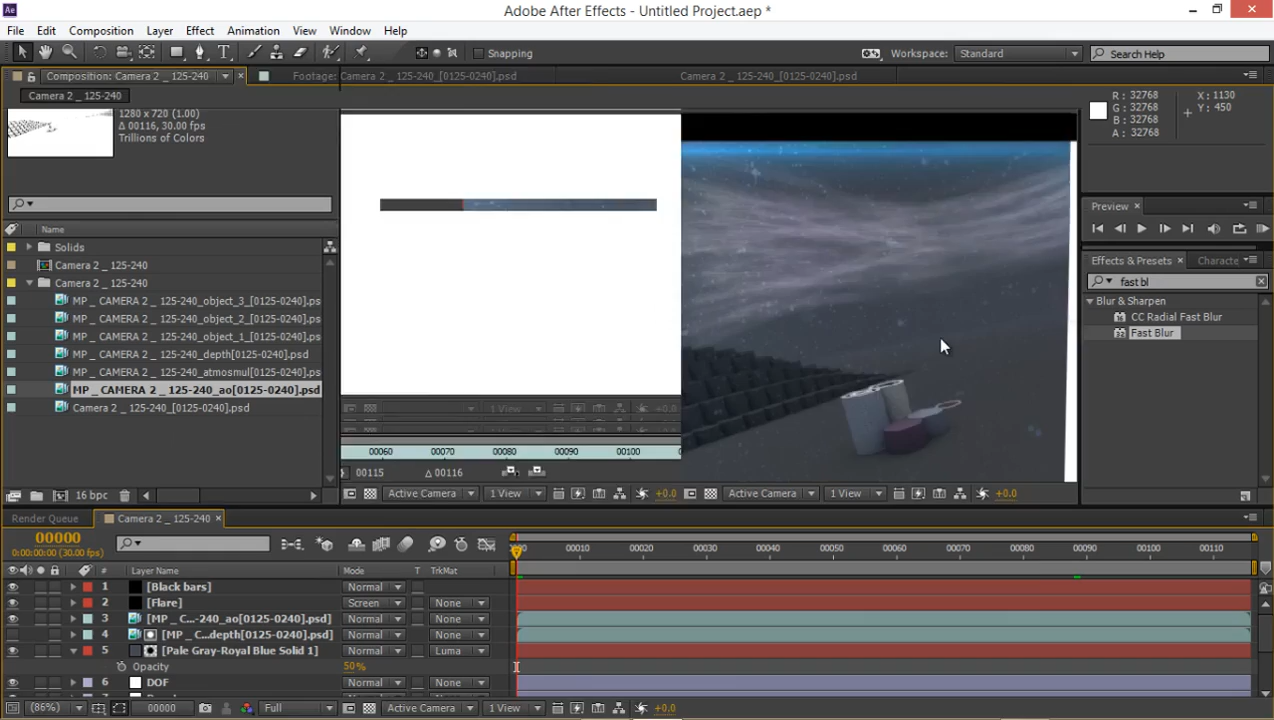 Adobe After Effects - Untitled Project.aep *
File Edit Composition Layer Effect Animation View Window Help
Snapping
Workspace: Standard
Search Help
Composition: Camera 2 _ 125-240
Footage: Camera 2 _ 125-240_[0125-0240].psd
Camera 2 _ 125-240_[0125-0240].psd
Camera 2 _ 125-240
1280 x 720 (1.00)
Δ 00116, 30.00 fps
Trillions of Colors
R : 32768
G : 32768
B : 32768
A : 32768
X : 1130
Y : 450
Preview
Name
Solids
Camera 2 _ 125-240
Camera 2 _ 125-240
MP _ CAMERA 2 _ 125-240_object_3_[0125-0240].ps
MP _ CAMERA 2 _ 125-240_object_2_[0125-0240].ps
MP _ CAMERA 2 _ 125-240_object_1_[0125-0240].ps
MP _ CAMERA 2 _ 125-240_depth[0125-0240].psd
MP _ CAMERA 2 _ 125-240_atmosmul[0125-0240].ps
MP _ CAMERA 2 _ 125-240_ao[0125-0240].psd
Camera 2 _ 125-240_[0125-0240].psd
Effects & Presets
Characte
fast bl
Blur & Sharpen
CC Radial Fast Blur
Fast Blur
1 View
00060 00070 00080 00090 00100
00115 Δ 00116
16 bpc
Active Camera 1 View +0.0
Active Camera 1 View +0.0
Render Queue
Camera 2 _ 125-240
00000
0:00:00:00 (30.00 fps)
00010 00020 00030 00040 00050 00060 00070 00080 00090 00100 00110
# Layer Name Mode T TrkMat
1 [Black bars] Normal
2 [Flare] Screen None
3 [MP _ C...-240_ao[0125-0240].psd] Normal None
4 [MP _ C...depth[0125-0240].psd] Normal None
5 [Pale Gray-Royal Blue Solid 1] Normal Luma
Opacity 50%
6 DOF Normal None
(86%) 00000 Full Active Camera 1 View +0.0